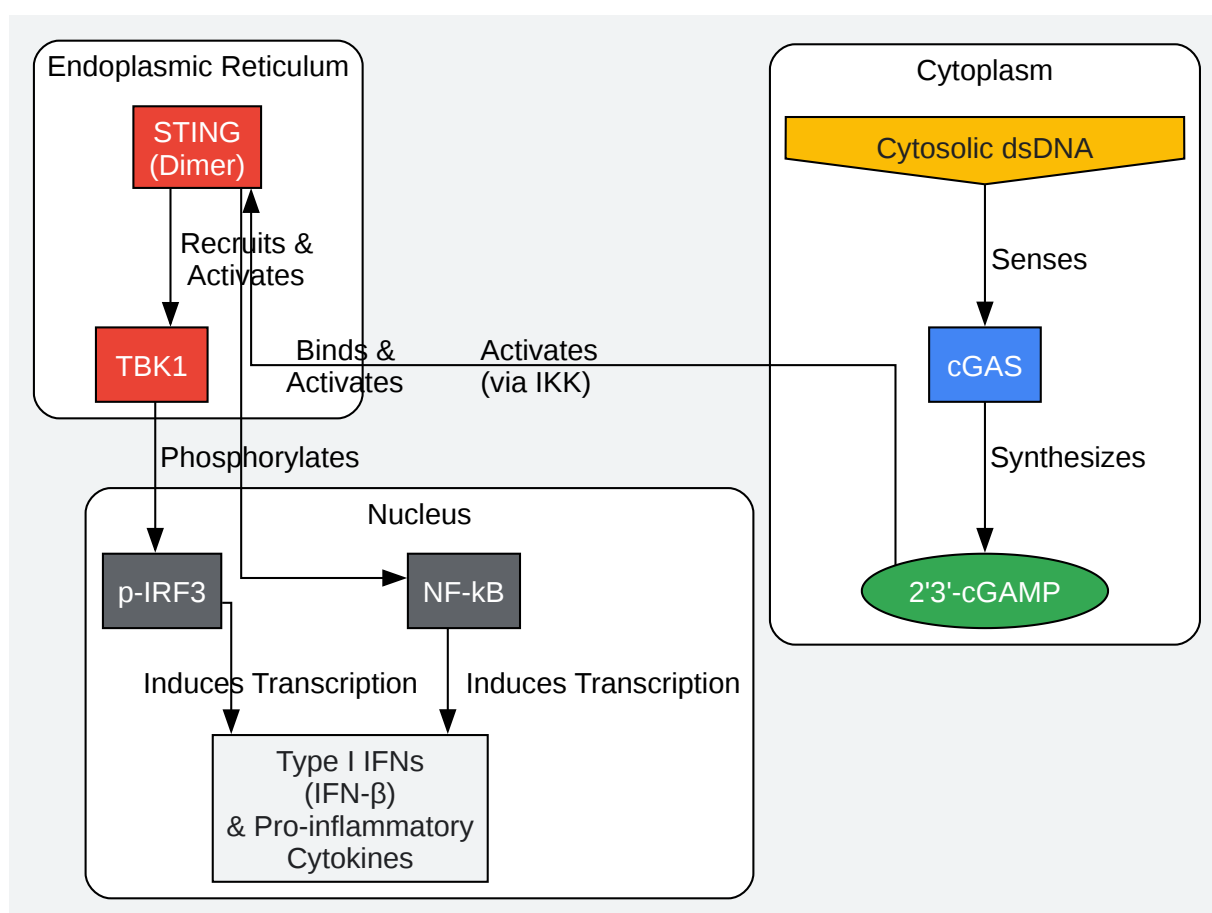 Endoplasmic Reticulum
STING
(Dimer)
Recruits &
Activates
TBK1
Binds &
Activates
Activates
(via IKK)
Phosphorylates
Cytoplasm
Cytosolic dsDNA
Senses
cGAS
Synthesizes
2'3'-cGAMP
Nucleus
p-IRF3
NF-kB
Induces Transcription
Induces Transcription
Type I IFNs
(IFN-β)
& Pro-inflammatory
Cytokines